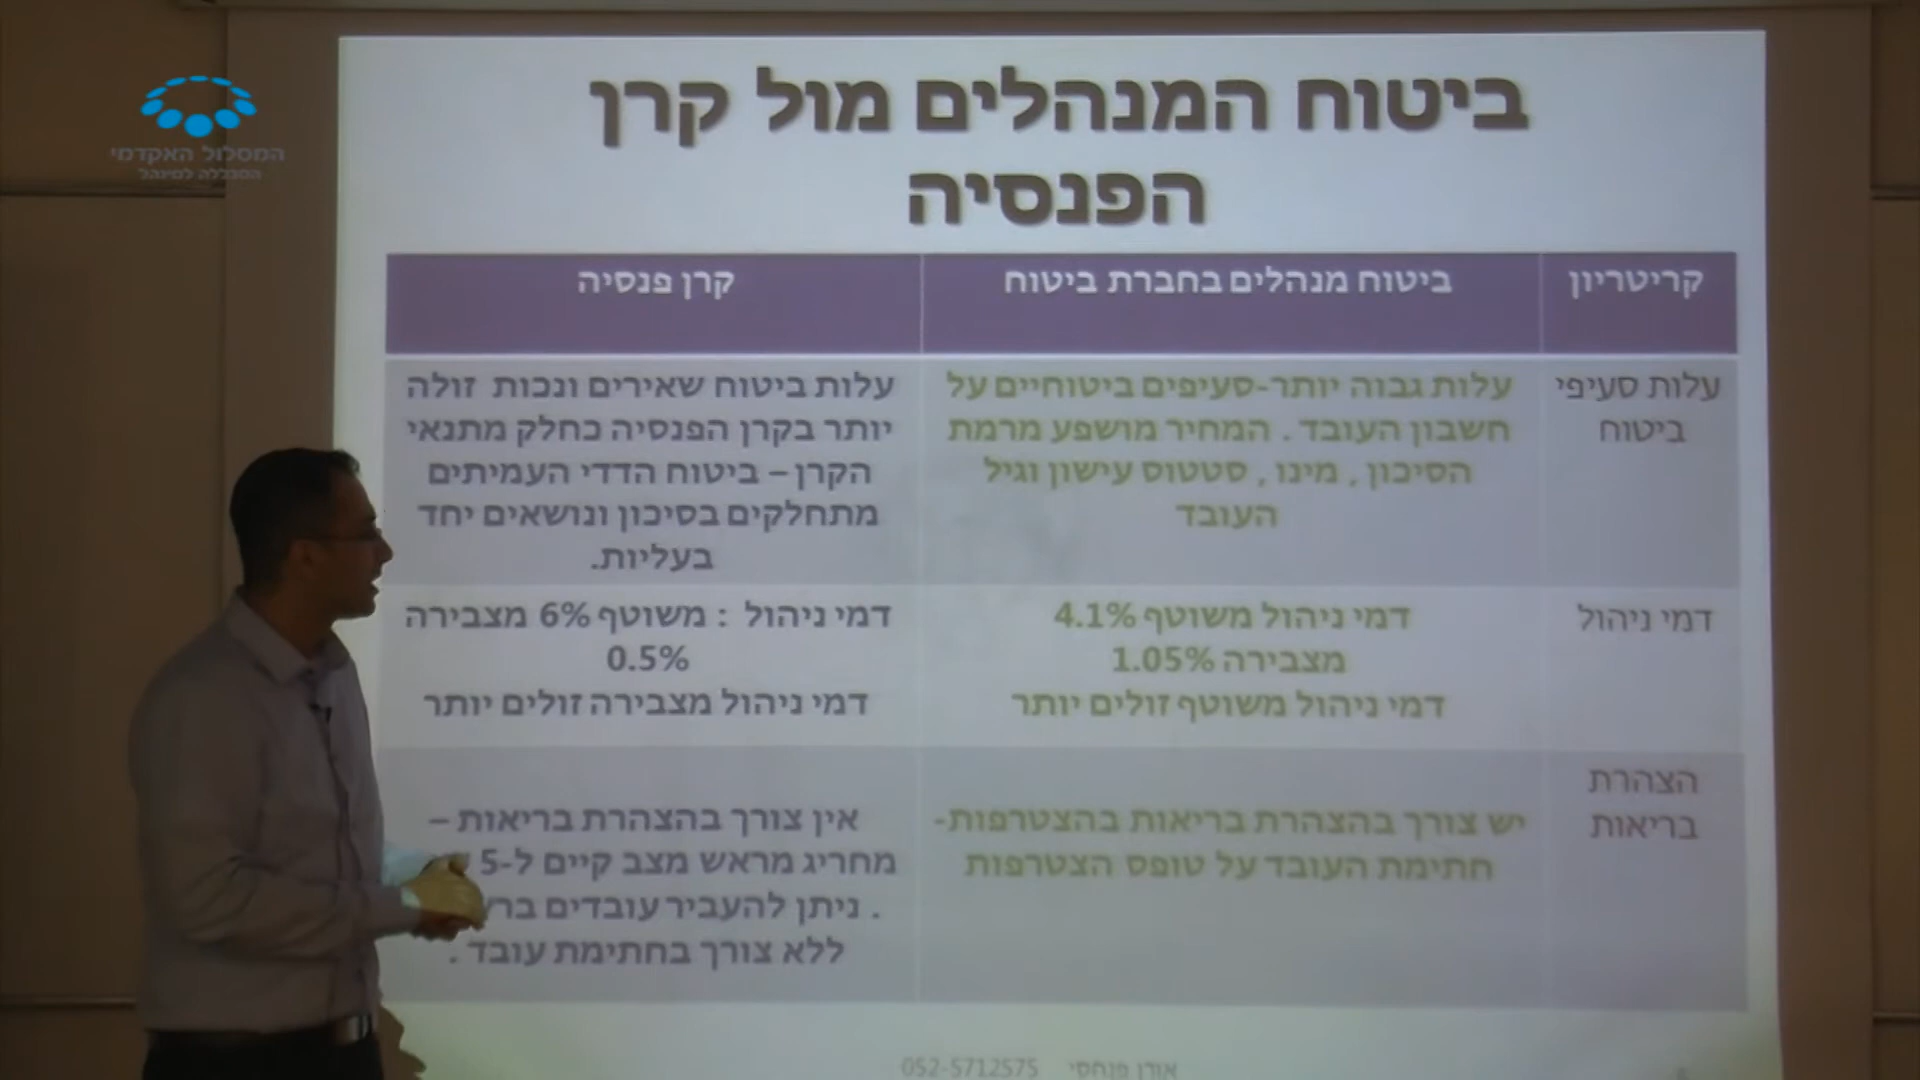 המסלול האקדמי
המכללה למינהל
ביטוח המנהלים מול קרן
הפנסיה
קריטריון
ביטוח מנהלים בחברת ביטוח
קרן פנסיה
עלות סעיפי
ביטוח
עלות גבוה יותר-סעיפים ביטוחיים על
חשבון העובד . המחיר מושפע מרמת
הסיכון , מינו , סטטוס עישון וגיל
העובד
עלות ביטוח שאירים ונכות זולה
יותר בקרן הפנסיה כחלק מתנאי
הקרן – ביטוח הדדי העמיתים
מתחלקים בסיכון ונושאים יחד
בעליות.
דמי ניהול
דמי ניהול משוטף 4.1%
מצבירה 1.05%
דמי ניהול משוטף זולים יותר
דמי ניהול : משוטף 6% מצבירה
0.5%
דמי ניהול מצבירה זולים יותר
הצהרת
בריאות
יש צורך בהצהרת בריאות בהצטרפות-
חתימת העובד על טופס הצטרפות
אין צורך בהצהרת בריאות –
מחריג מראש מצב קיים ל-5
. ניתן להעביר עובדים
ללא צורך בחתימת עובד .
אורן פנחסי 052-5712575